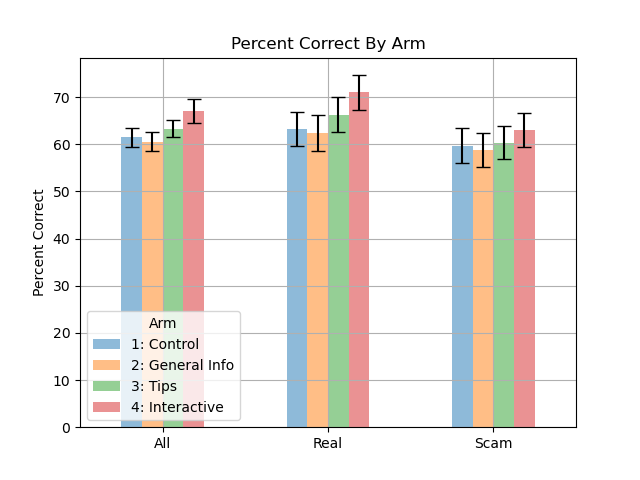 Percent Correct By Arm
Percent Correct
70
60
50
40
30
20
10
0
Arm
1: Control
2: General Info
3: Tips
4: Interactive
All
Real
Scam